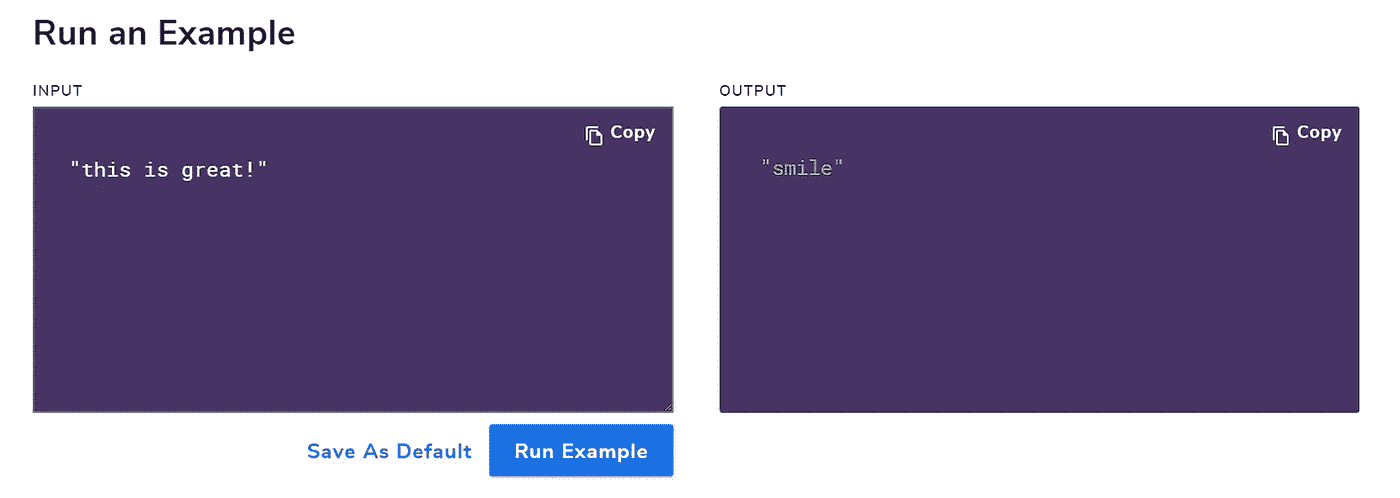 Run an Example
INPUT
Copy
"this is great!"
OUTPUT
Copy
"smile"
Save As Default
Run Example